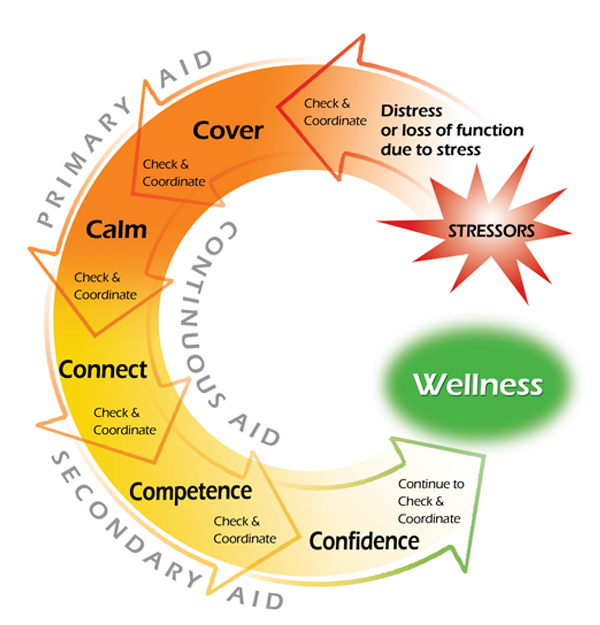 PRIMARY AID
Check &
Coordinate
Distress
or loss of function
due to stress
STRESSORS
Cover
Check &
Coordinate
Calm
CONTINUOUS AID
Check &
Coordinate
Connect
Wellness
Check &
Coordinate
Competence
Check &
Coordinate
Confidence
Continue to
Check &
Coordinate
SECONDARY AID